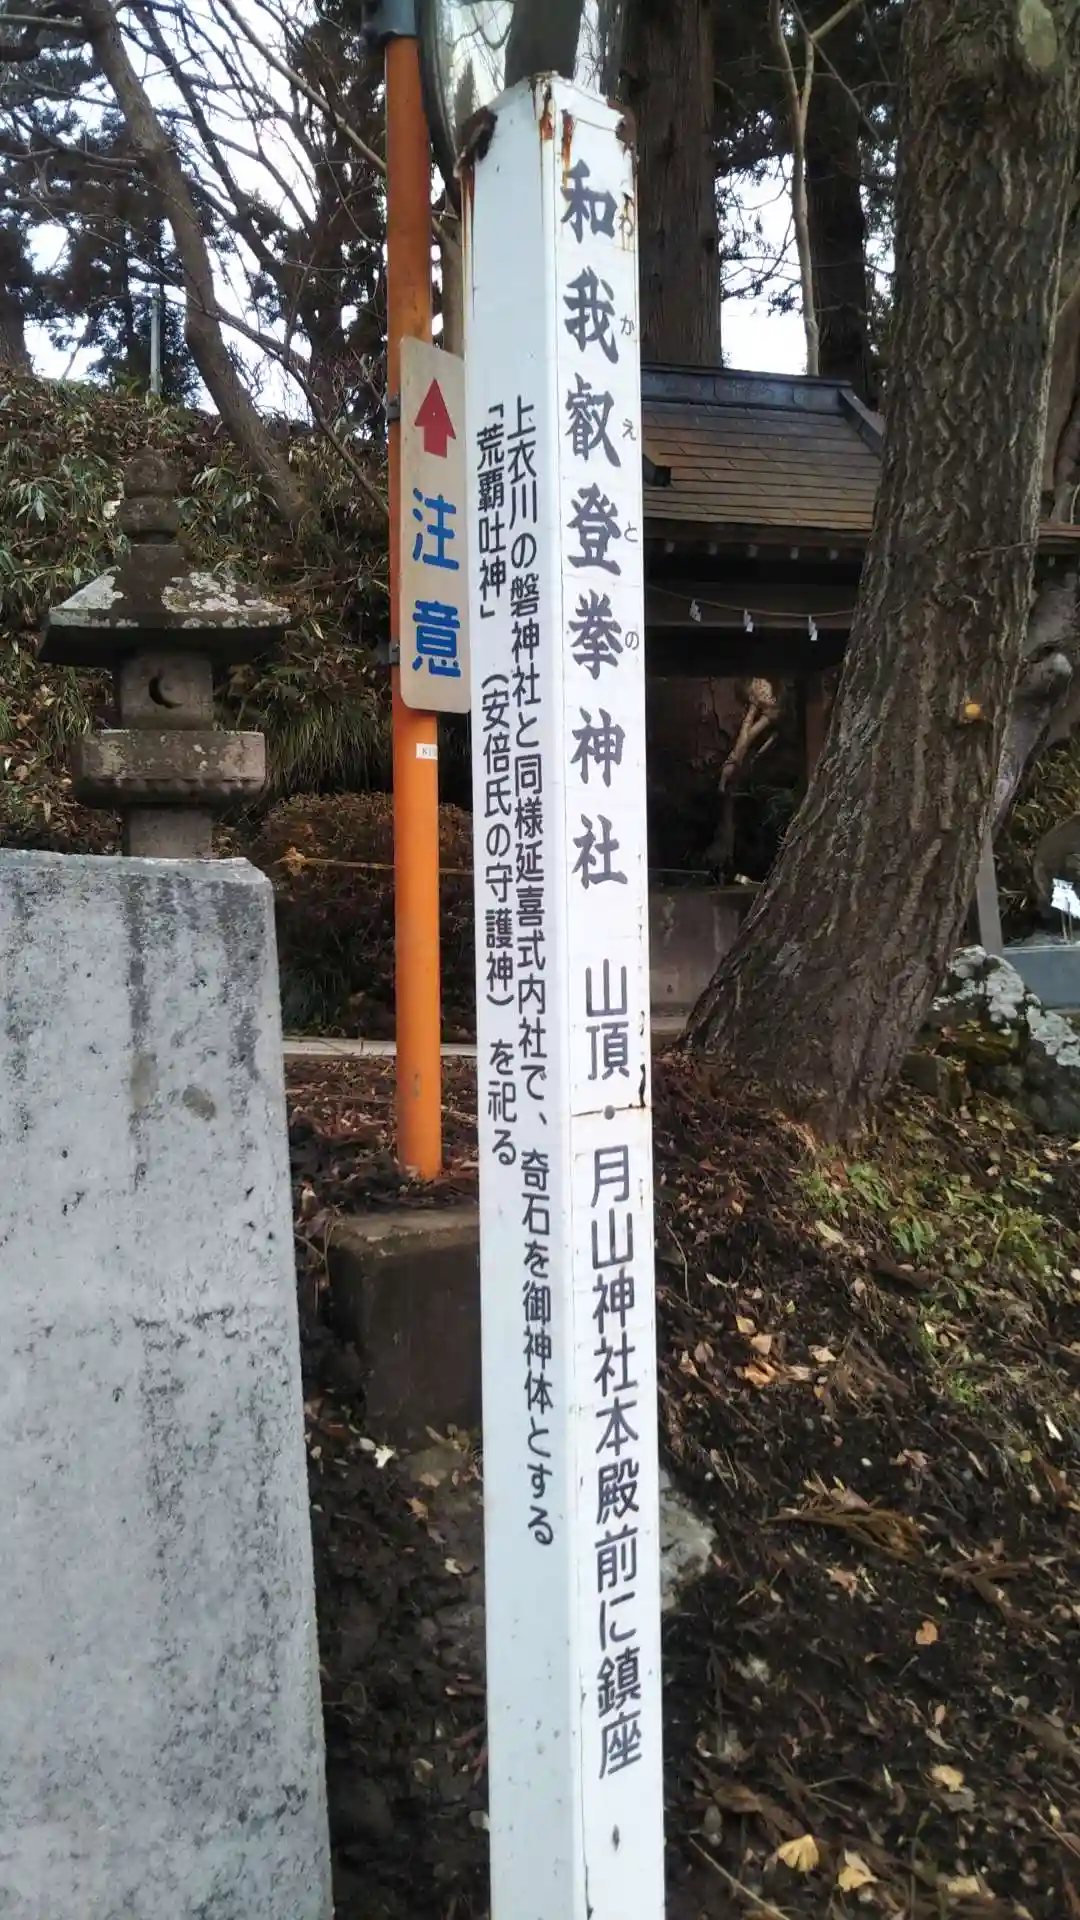 和我叡登拳神社 山頂・月山神社本殿前に鎮座
わかえとの
上衣川の磐神社と同様延喜式内社で、奇石を御神体とする
「荒覇吐神」（安倍氏の守護神）を祀る
注意